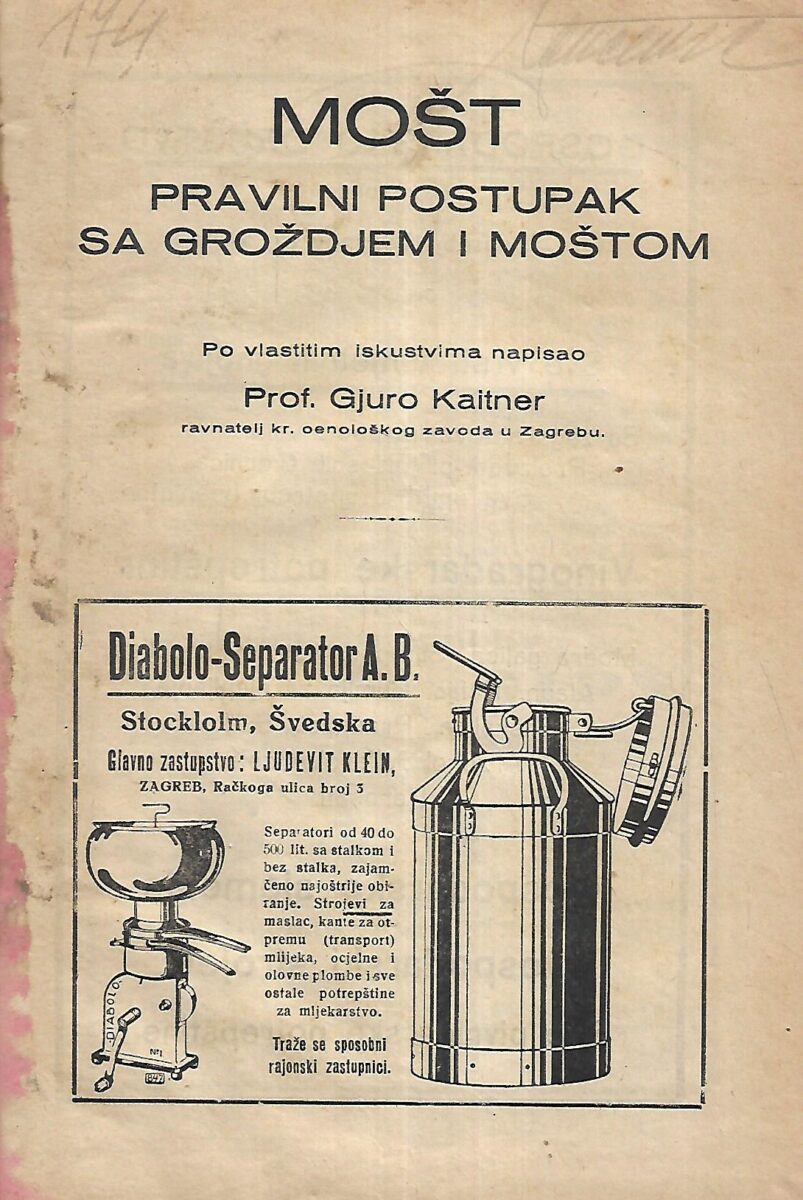 174
MOŠT
PRAVILNI POSTUPAK
SA GROŽDJEM I MOŠTOM
Po vlastitim iskustvima napisao
Prof. Gjuro Kaitner
ravnatelj kr. oenološkog zavoda u Zagrebu.
Diabolo-Separator A. B.
Stocklolm, Švedska
Glavno zastupstvo: LJUDEVIT KLEIN,
ZAGREB, Račkoga ulica broj 3
Separatori od 40 do
500 lit. sa stalkom i
bez stalka, zajam-
čeno najoštrije obi-
ranje. Strojevi za
maslac, kante za ot-
premu (transport)
mlijeka, ocjelne i
olovne plombe i sve
ostale potrepštine
za mljekarstvo.
Traže se sposobni
rajonski zastupnici.
DIABOLO
Nº1
847